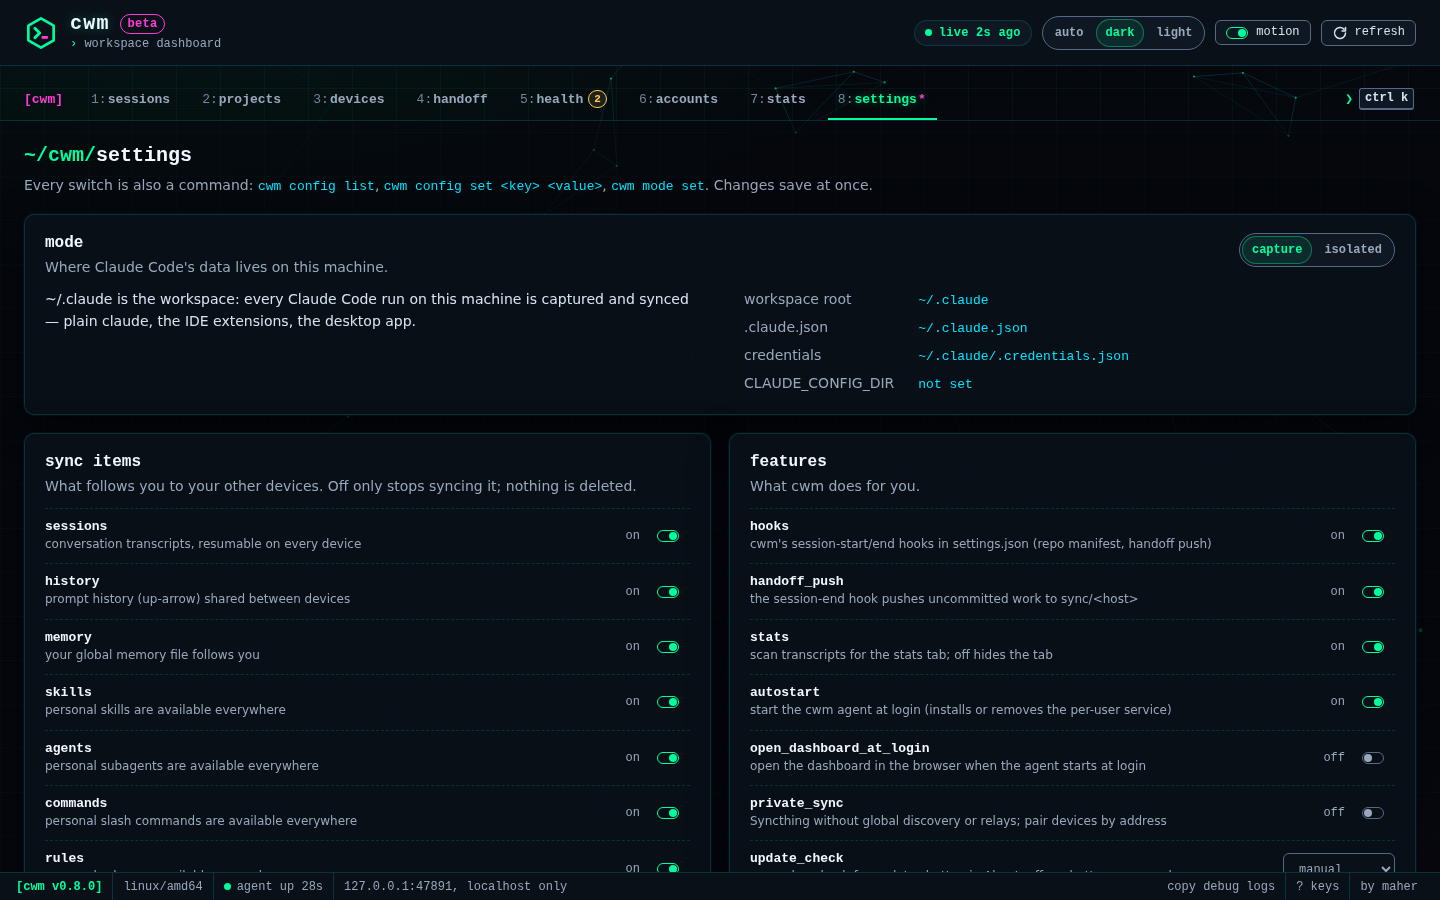 cwm beta
› workspace dashboard
live 2s ago
auto dark light
motion
refresh
[cwm] 1:sessions 2:projects 3:devices 4:handoff 5:health 2 6:accounts 7:stats 8:settings* ❯ ctrl k
~/cwm/settings
Every switch is also a command: cwm config list, cwm config set <key> <value>, cwm mode set. Changes save at once.
mode
capture isolated
Where Claude Code's data lives on this machine.
~/.claude is the workspace: every Claude Code run on this machine is captured and synced
— plain claude, the IDE extensions, the desktop app.
workspace root ~/.claude
.claude.json ~/.claude.json
credentials ~/.claude/.credentials.json
CLAUDE_CONFIG_DIR not set
sync items
What follows you to your other devices. Off only stops syncing it; nothing is deleted.
sessions
conversation transcripts, resumable on every device
on
history
prompt history (up-arrow) shared between devices
on
memory
your global memory file follows you
on
skills
personal skills are available everywhere
on
agents
personal subagents are available everywhere
on
commands
personal slash commands are available everywhere
on
rules
on
features
What cwm does for you.
hooks
cwm's session-start/end hooks in settings.json (repo manifest, handoff push)
on
handoff_push
the session-end hook pushes uncommitted work to sync/<host>
on
stats
scan transcripts for the stats tab; off hides the tab
on
autostart
start the cwm agent at login (installs or removes the per-user service)
on
open_dashboard_at_login
open the dashboard in the browser when the agent starts at login
off
private_sync
Syncthing without global discovery or relays; pair devices by address
off
update_check
manual
[cwm v0.8.0] linux/amd64 agent up 28s 127.0.0.1:47891, localhost only copy debug logs ? keys by maher